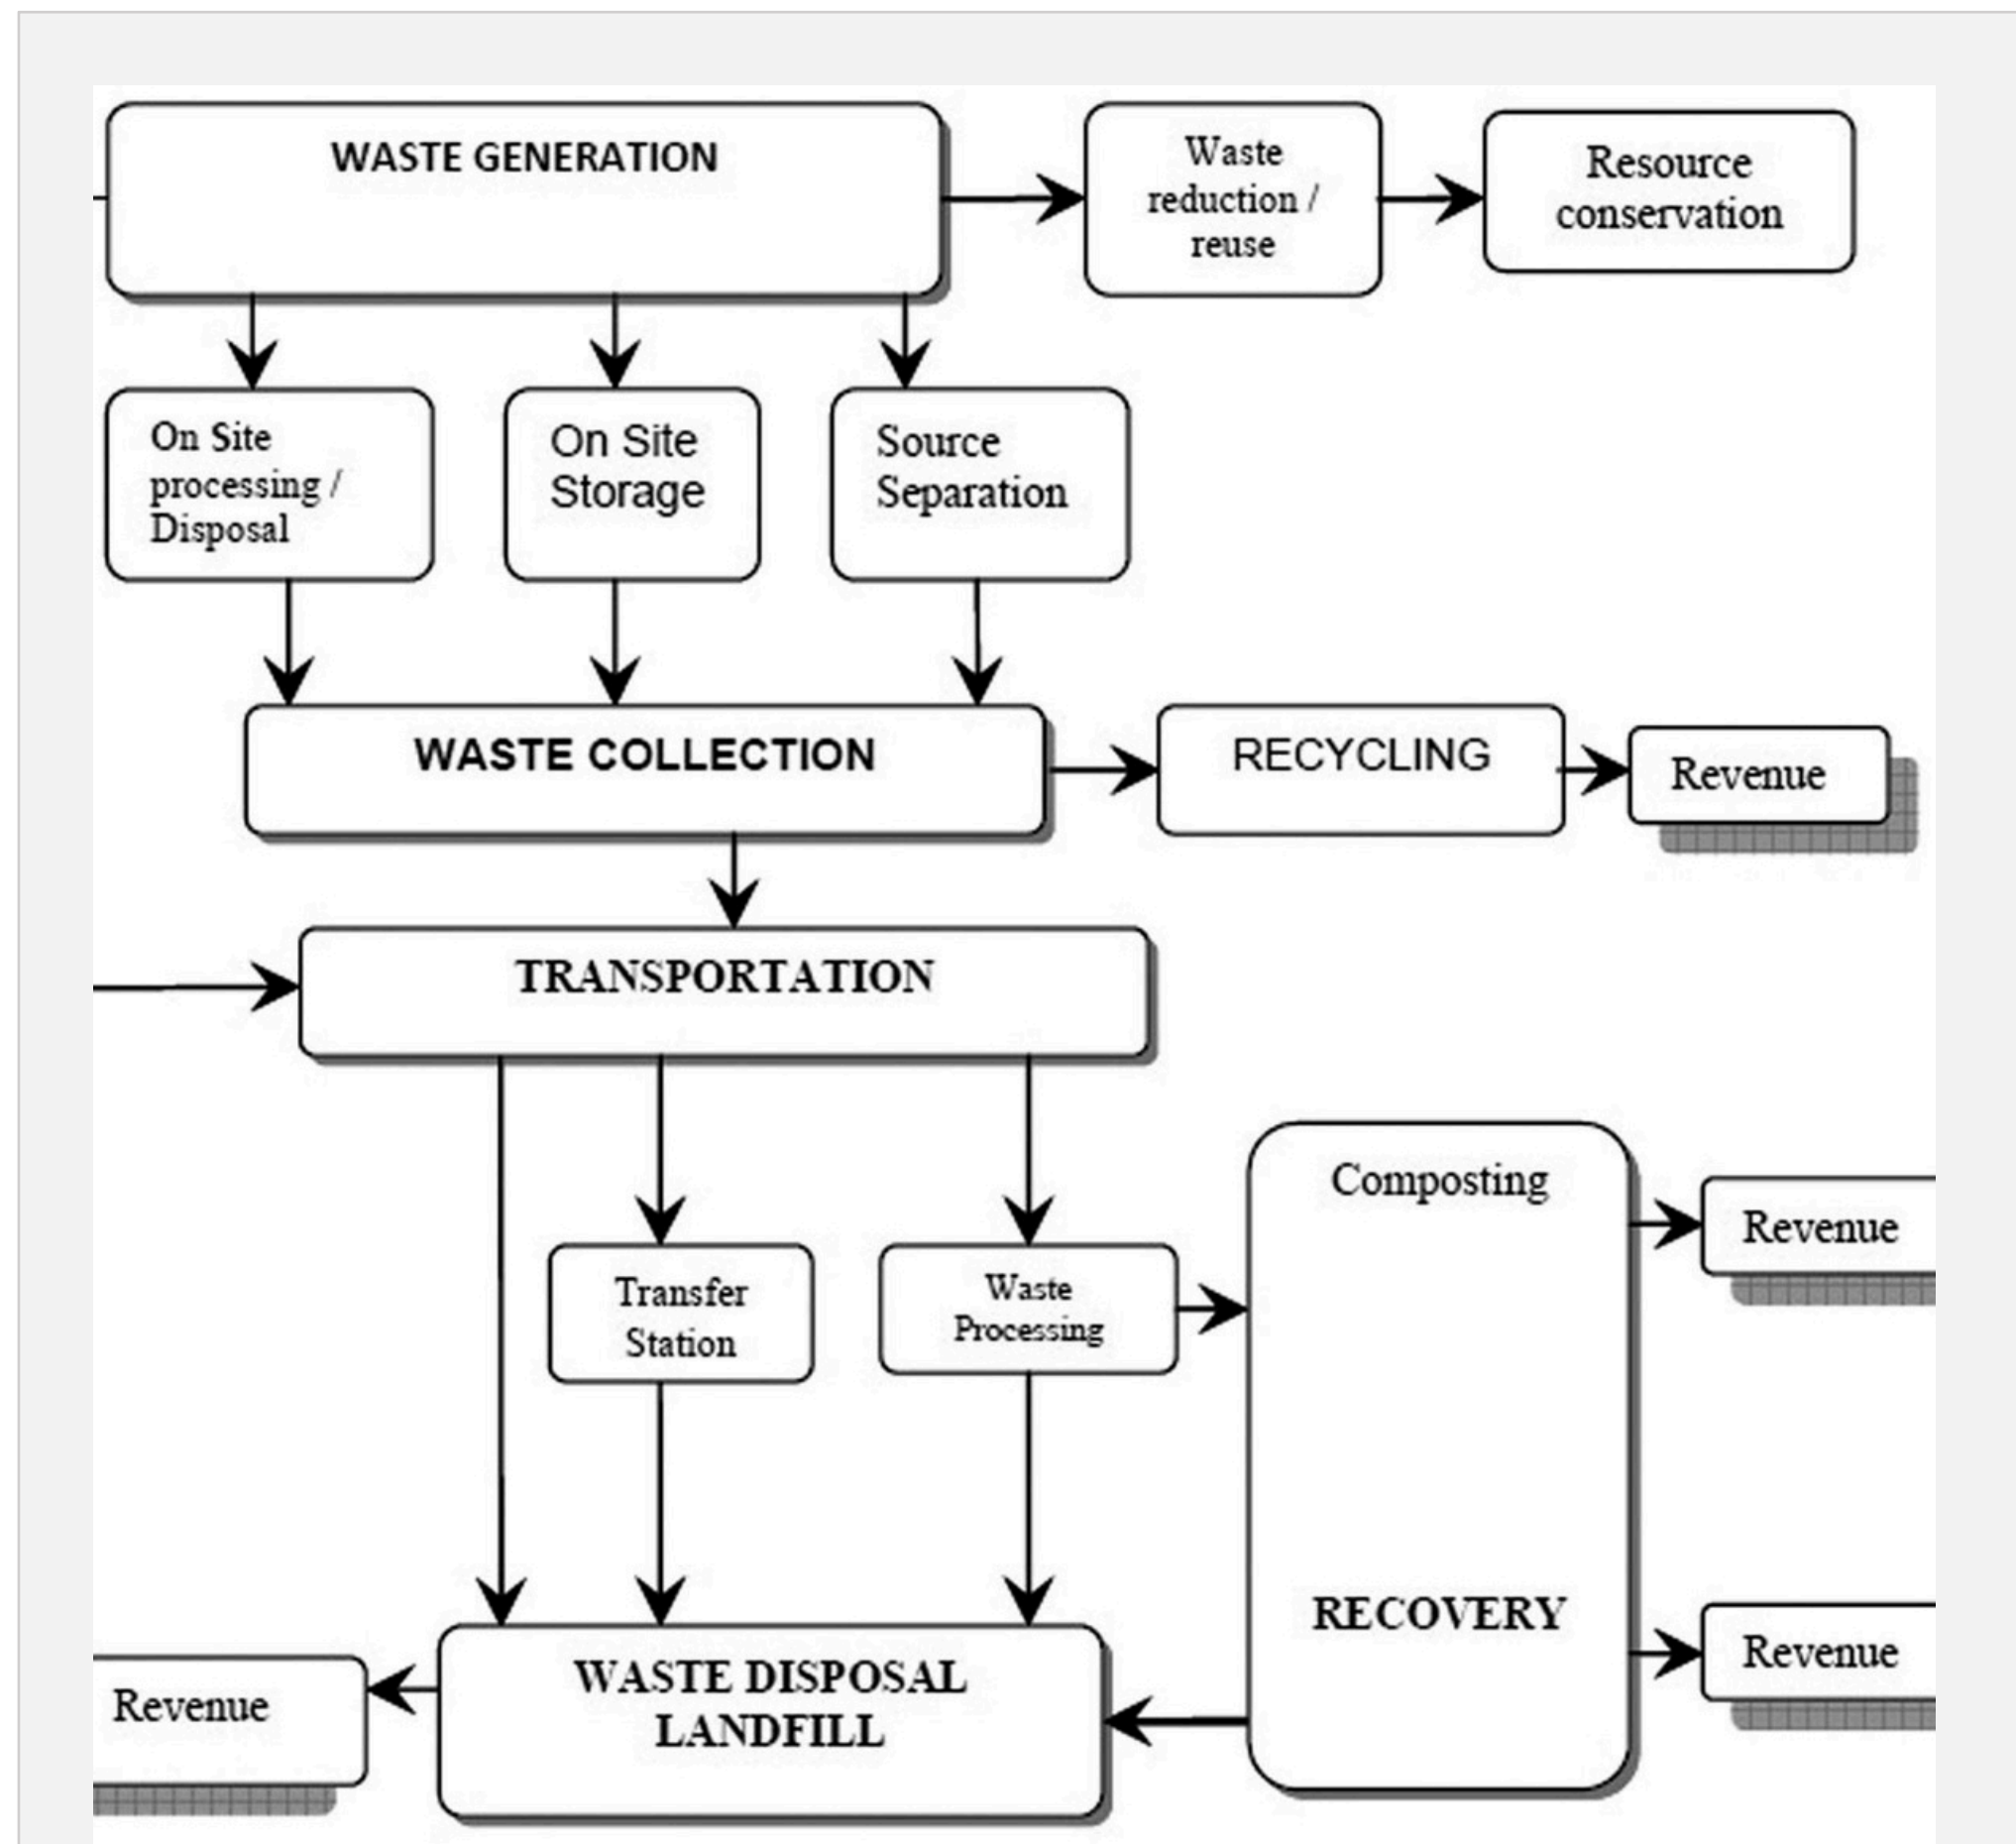 WASTE GENERATION
Waste
reduction /
reuse
Resource
conservation
On Site
processing /
Disposal
On Site
Storage
Source
Separation
WASTE COLLECTION
RECYCLING
Revenue
TRANSPORTATION
Composting
Revenue
Transfer
Station
Waste
Processing
RECOVERY
Revenue
WASTE DISPOSAL
LANDFILL
Revenue